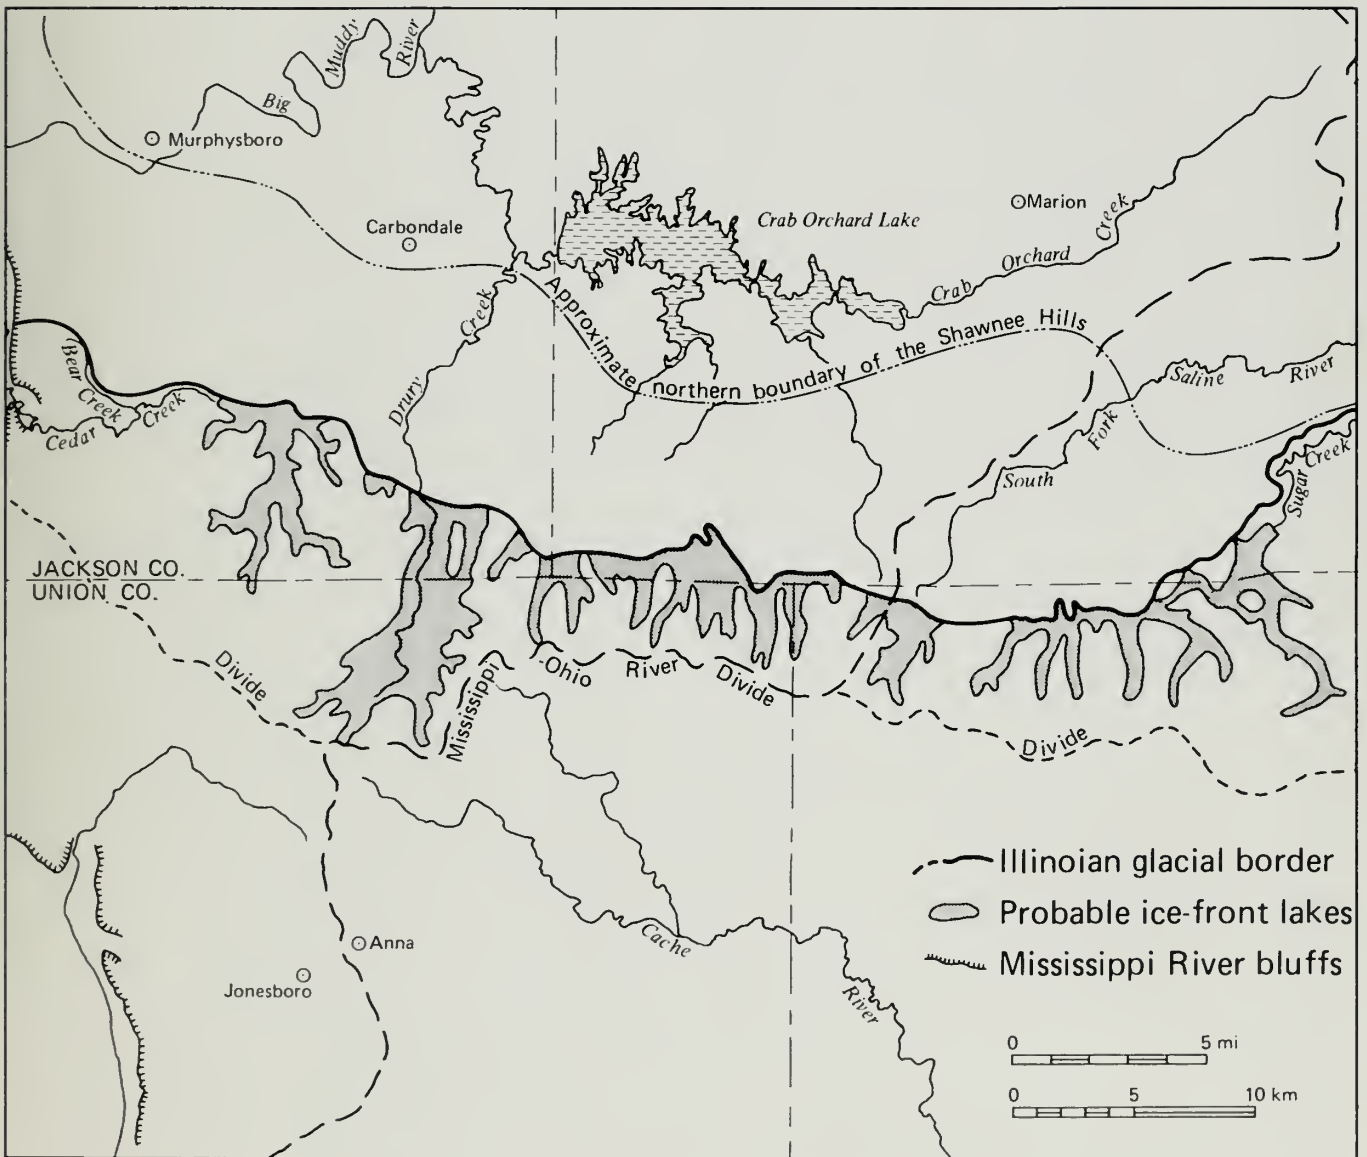 Big Muddy River
Murphysboro
Carbondale
Crab Orchard Lake
Marion
Crab Orchard Creek
Approximate northern boundary of the Shawnee Hills
Drury Creek
Bear Creek
Cedar Creek
South Fork Saline River
Sugar Creek
JACKSON CO.
UNION CO.
Divide
Mississippi-Ohio River Divide
Divide
Illinoian glacial border
Probable ice-front lakes
Mississippi River bluffs
Anna
Jonesboro
Cache River
0 5 mi
0 5 10 km